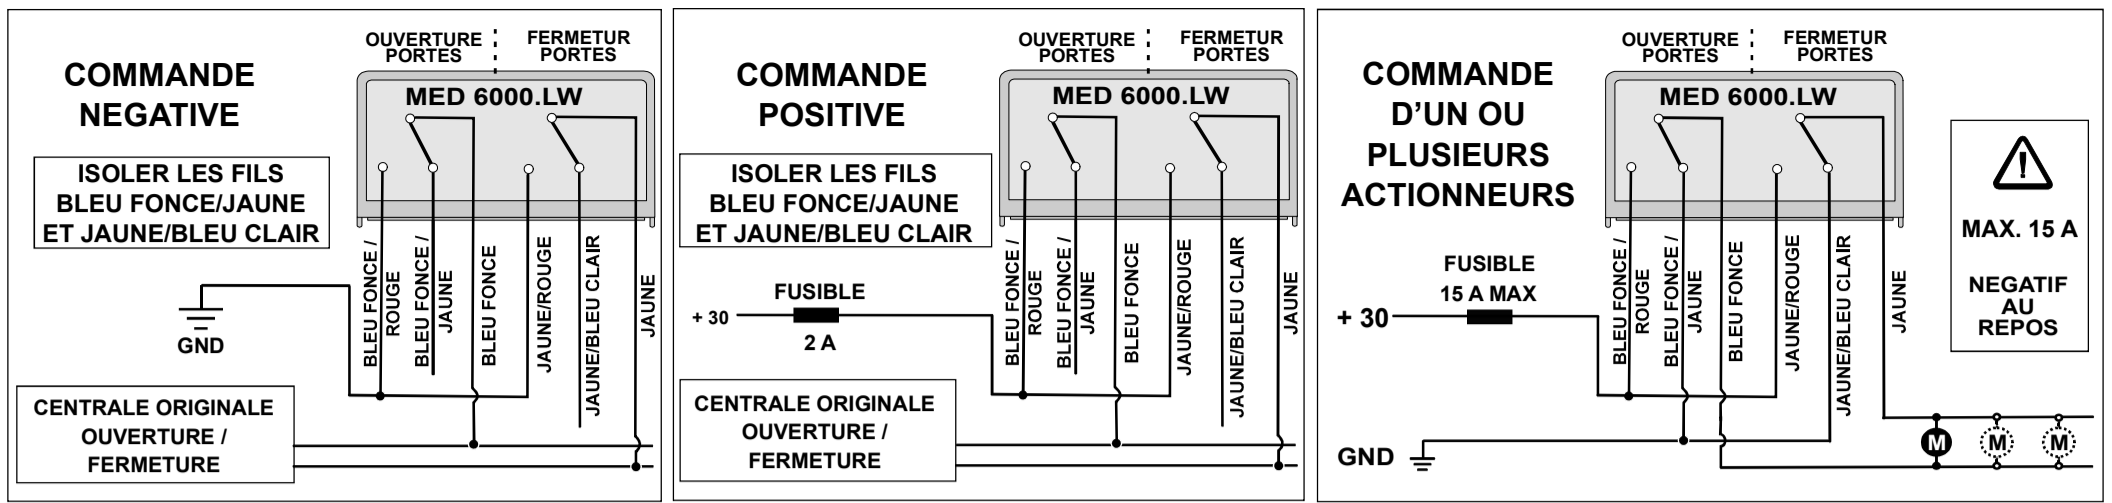 COMMANDE
NEGATIVE
OUVERTURE
PORTES
FERMETUR
PORTES
MED 6000.LW
ISOLER LES FILS
BLEU FONCE/JAUNE
ET JAUNE/BLEU CLAIR
BLEU FONCE /
ROUGE
BLEU FONCE /
JAUNE
BLEU FONCE
JAUNE/ROUGE
JAUNE/BLEU CLAIR
JAUNE
GND
CENTRALE ORIGINALE
OUVERTURE /
FERMETURE
COMMANDE
POSITIVE
OUVERTURE
PORTES
FERMETUR
PORTES
MED 6000.LW
ISOLER LES FILS
BLEU FONCE/JAUNE
ET JAUNE/BLEU CLAIR
BLEU FONCE /
ROUGE
BLEU FONCE /
JAUNE
BLEU FONCE
JAUNE/ROUGE
JAUNE/BLEU CLAIR
JAUNE
FUSIBLE
+ 30
2 A
CENTRALE ORIGINALE
OUVERTURE /
FERMETURE
COMMANDE
D’UN OU
PLUSIEURS
ACTIONNEURS
OUVERTURE
PORTES
FERMETUR
PORTES
MED 6000.LW
BLEU FONCE /
ROUGE
BLEU FONCE /
JAUNE
BLEU FONCE
JAUNE/ROUGE
JAUNE/BLEU CLAIR
JAUNE
FUSIBLE
15 A MAX
+ 30
GND
M
M
M
!
MAX. 15 A
NEGATIF
AU
REPOS